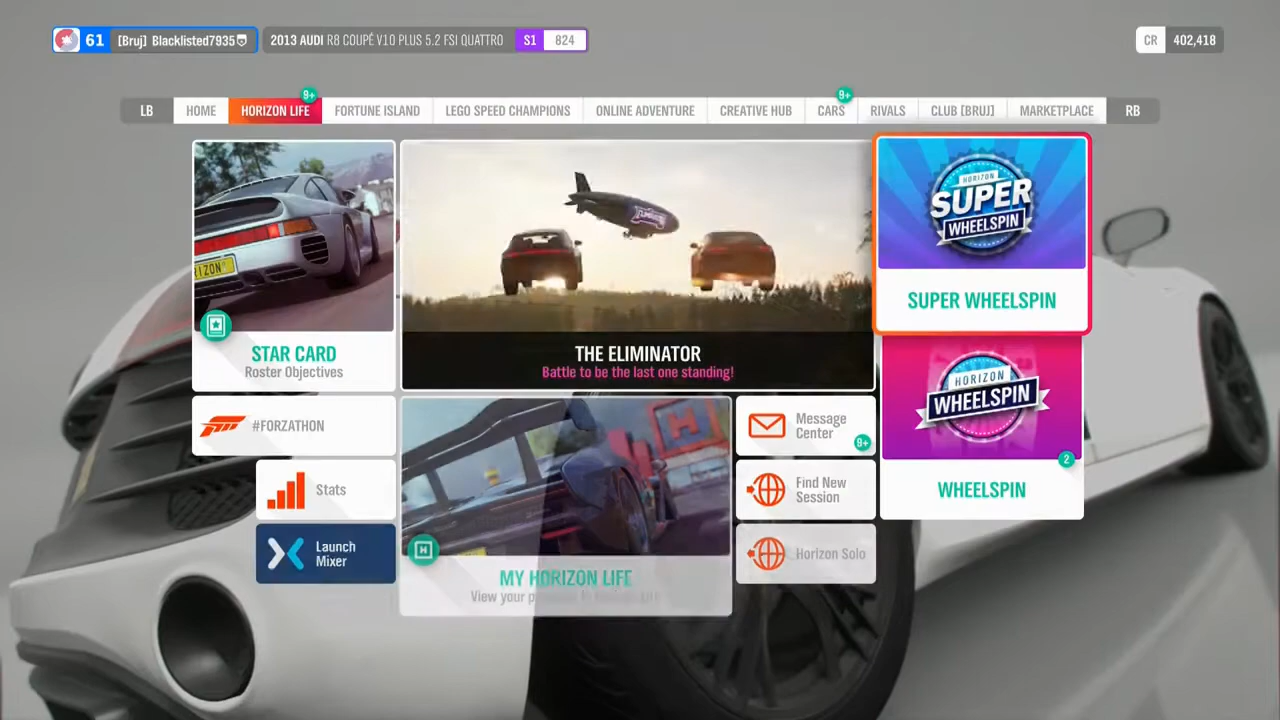 61 [Bruj] Blacklisted7935
2013 AUDI R8 COUPÉ V10 PLUS 5.2 FSI QUATTRO S1 824
CR 402,418
9+
9+
LB HOME HORIZON LIFE FORTUNE ISLAND LEGO SPEED CHAMPIONS ONLINE ADVENTURE CREATIVE HUB CARS RIVALS CLUB [BRUJ] MARKETPLACE RB
STAR CARD
Roster Objectives
THE ELIMINATOR
Battle to be the last one standing!
HORIZON
SUPER
WHEELSPIN
SUPER WHEELSPIN
HORIZON
WHEELSPIN
2
WHEELSPIN
#FORZATHON
Stats
Launch
Mixer
H
MY HORIZON LIFE
View your
Message
Center
9+
Find New
Session
Horizon Solo